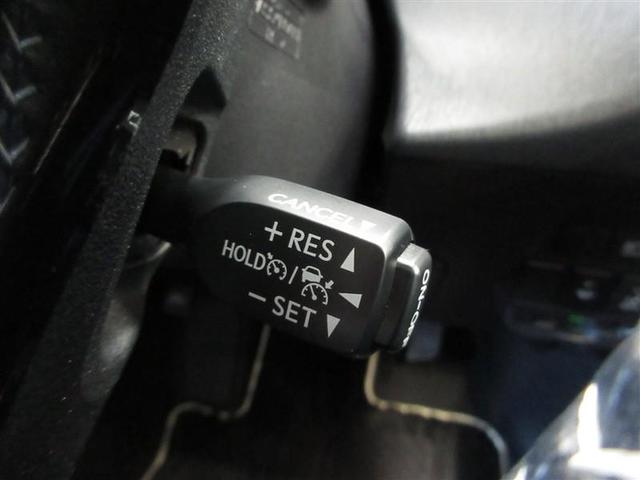 CANCEL ▼
+ RES ▲
HOLD /
− SET ▼
ON·OFF